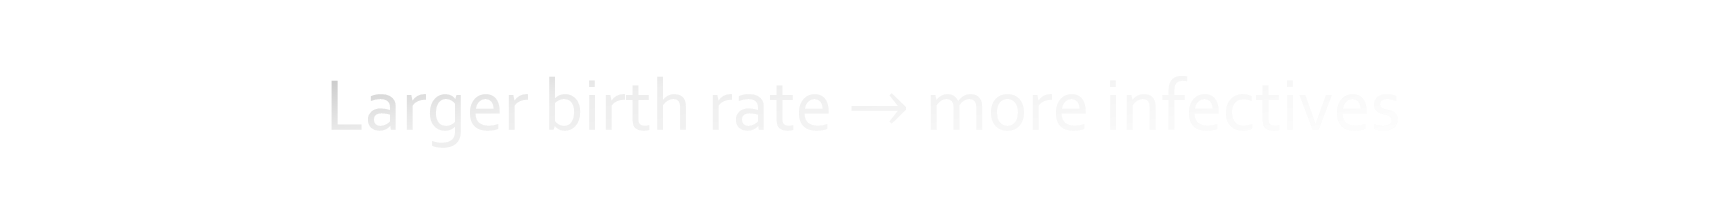 Larger birth rate → more infectives